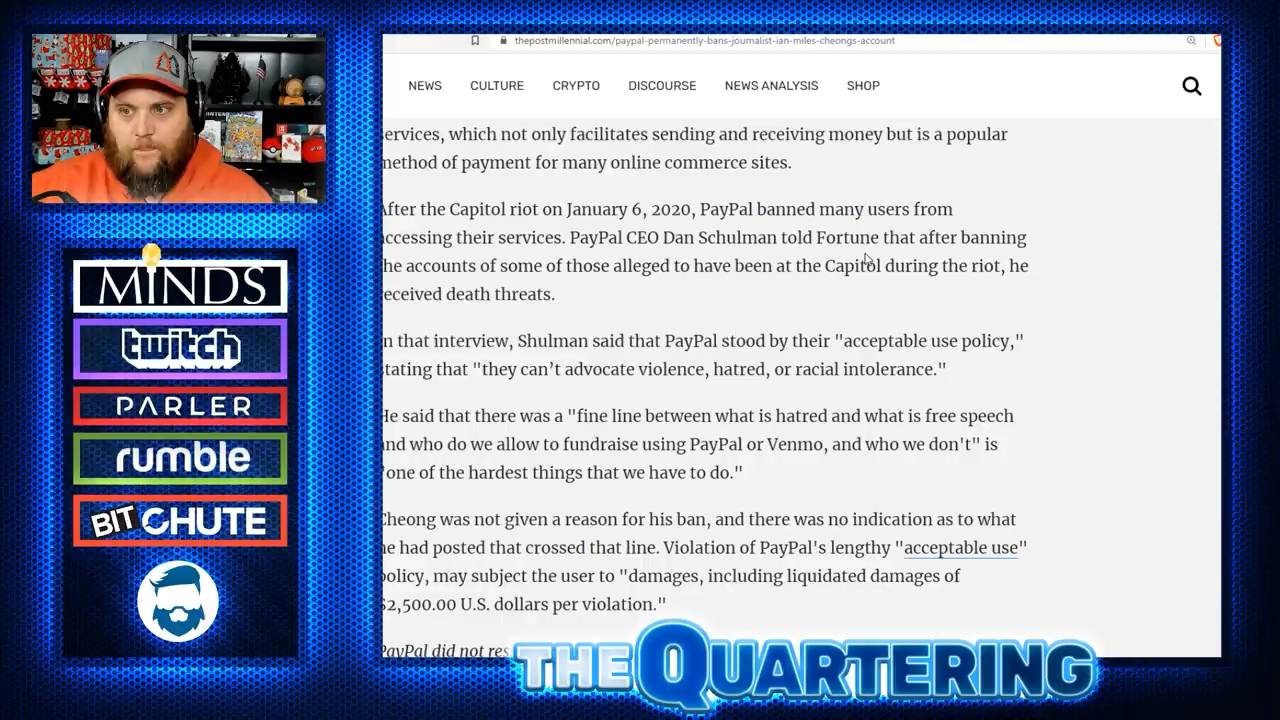 thepostmillennial.com/paypal-permanently-bans-journalist-ian-miles-cheongs-account
NEWS CULTURE CRYPTO DISCOURSE NEWS ANALYSIS SHOP
services, which not only facilitates sending and receiving money but is a popular
method of payment for many online commerce sites.
After the Capitol riot on January 6, 2020, PayPal banned many users from
accessing their services. PayPal CEO Dan Schulman told Fortune that after banning
the accounts of some of those alleged to have been at the Capitol during the riot, he
received death threats.
In that interview, Shulman said that PayPal stood by their "acceptable use policy,"
stating that "they can’t advocate violence, hatred, or racial intolerance."
He said that there was a "fine line between what is hatred and what is free speech
and who do we allow to fundraise using PayPal or Venmo, and who we don't" is
"one of the hardest things that we have to do."
Cheong was not given a reason for his ban, and there was no indication as to what
he had posted that crossed that line. Violation of PayPal's lengthy "acceptable use"
policy, may subject the user to "damages, including liquidated damages of
$2,500.00 U.S. dollars per violation."
PayPal did not res
MINDS
twitch
PARLER
rumble
BIT CHUTE
THE QUARTERING